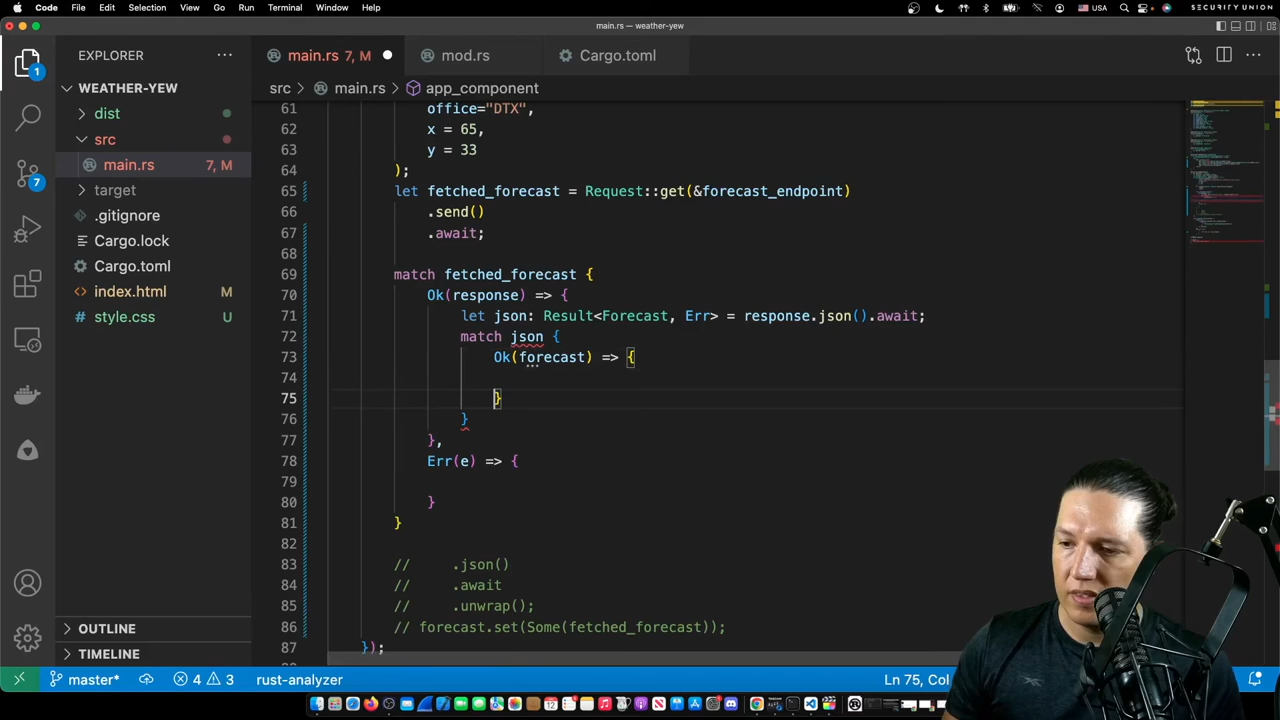 Code File Edit Selection View Go Run Terminal Window Help USA SECURITY UNION
main.rs — weather-yew
EXPLORER
main.rs 7, M
mod.rs
Cargo.toml
src > main.rs > app_component
WEATHER-YEW
dist
src
main.rs 7, M
target
.gitignore
Cargo.lock
Cargo.toml
index.html M
style.css U
OUTLINE
TIMELINE
1
7
61 office="DTX",
62 x = 65,
63 y = 33
64 );
65 let fetched_forecast = Request::get(&forecast_endpoint)
66 .send()
67 .await;
68
69 match fetched_forecast {
70 Ok(response) => {
71 let json: Result<Forecast, Err> = response.json().await;
72 match json {
73 Ok(forecast) => {
74
75 }
76 }
77 },
78 Err(e) => {
79
80 }
81 }
82
83 // .json()
84 // .await
85 // .unwrap();
86 // forecast.set(Some(fetched_forecast));
87 });
master* 4 3 rust-analyzer Ln 75, Col